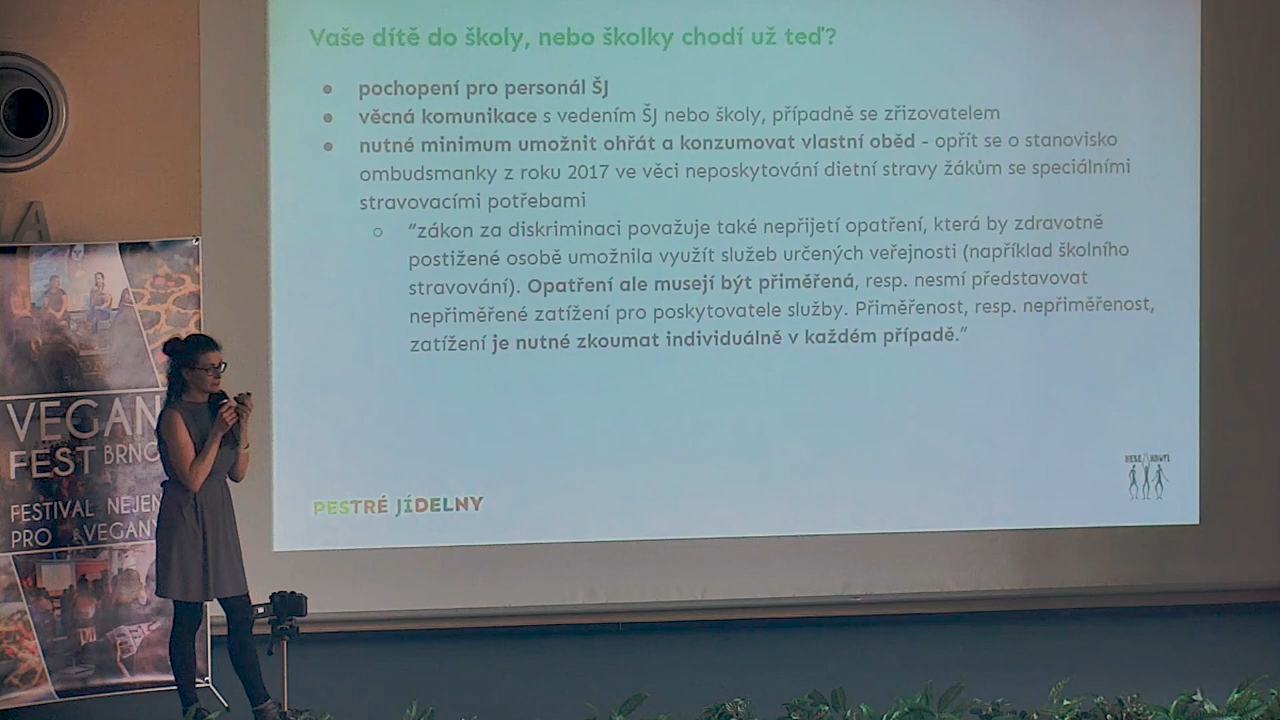 Vaše dítě do školy, nebo školky chodí už teď?
● pochopení pro personál ŠJ
● věcná komunikace s vedením ŠJ nebo školy, případně se zřizovatelem
● nutné minimum umožnit ohřát a konzumovat vlastní oběd - opřít se o stanovisko
ombudsmanky z roku 2017 ve věci neposkytování dietní stravy žákům se speciálními
stravovacími potřebami
○ "zákon za diskriminaci považuje také nepřijetí opatření, která by zdravotně
postižené osobě umožnila využít služeb určených veřejnosti (například školního
stravování). Opatření ale musejí být přiměřená, resp. nesmí představovat
nepřiměřené zatížení pro poskytovatele služby. Přiměřenost, resp. nepřiměřenost,
zatížení je nutné zkoumat individuálně v každém případě."
PESTRÉ JÍDELNY
VEGAN
FEST BRNO
FESTIVAL NEJEN
PRO VEGANY